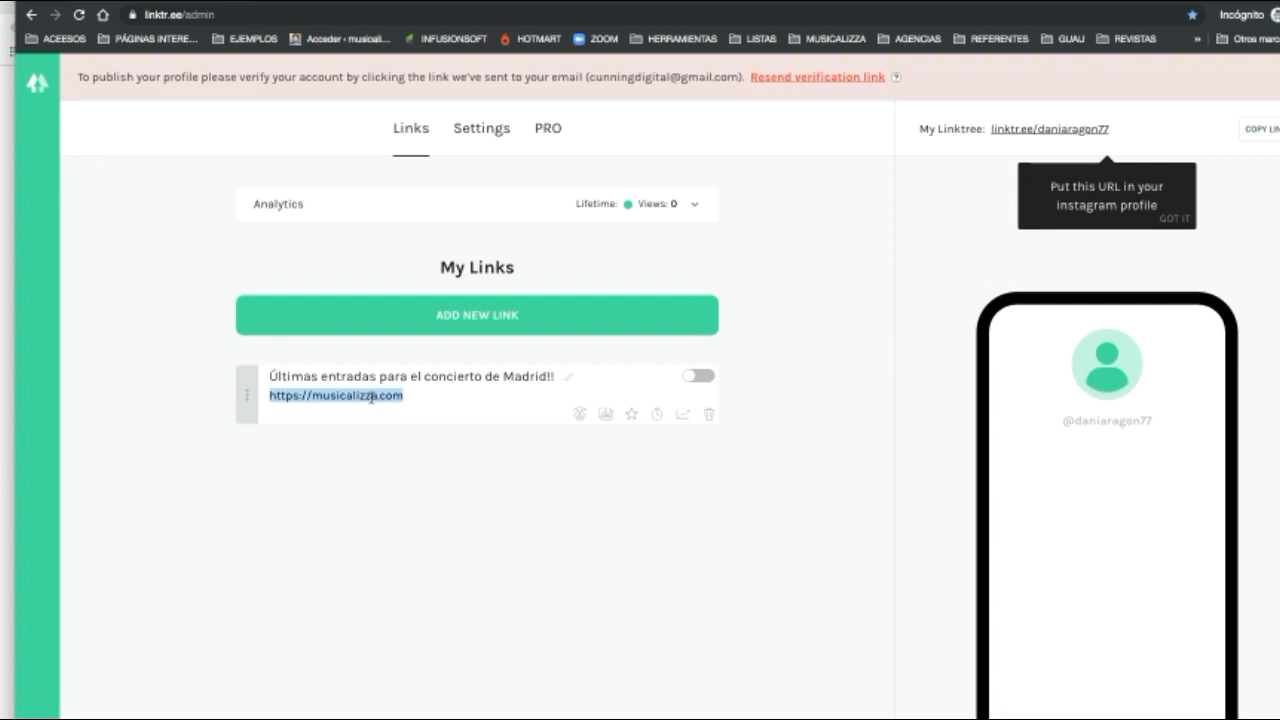 linktr.ee/admin
Incógnito
ACEESOS PÁGINAS INTERE... EJEMPLOS Acceder ‹ musicali... INFUSIONSOFT HOTMART ZOOM HERRAMIENTAS LISTAS MUSICALIZZA AGENCIAS REFERENTES GUAU REVISTAS » Otros marc
To publish your profile please verify your account by clicking the link we've sent to your email (cunningdigital@gmail.com). Resend verification link ?
Links Settings PRO
My Linktree: linktr.ee/daniaragon77
COPY LIN
Put this URL in your
instagram profile
GOT IT
Analytics
Lifetime: Views: 0
My Links
ADD NEW LINK
Últimas entradas para el concierto de Madrid!!
https://musicalizza.com
@daniaragon77